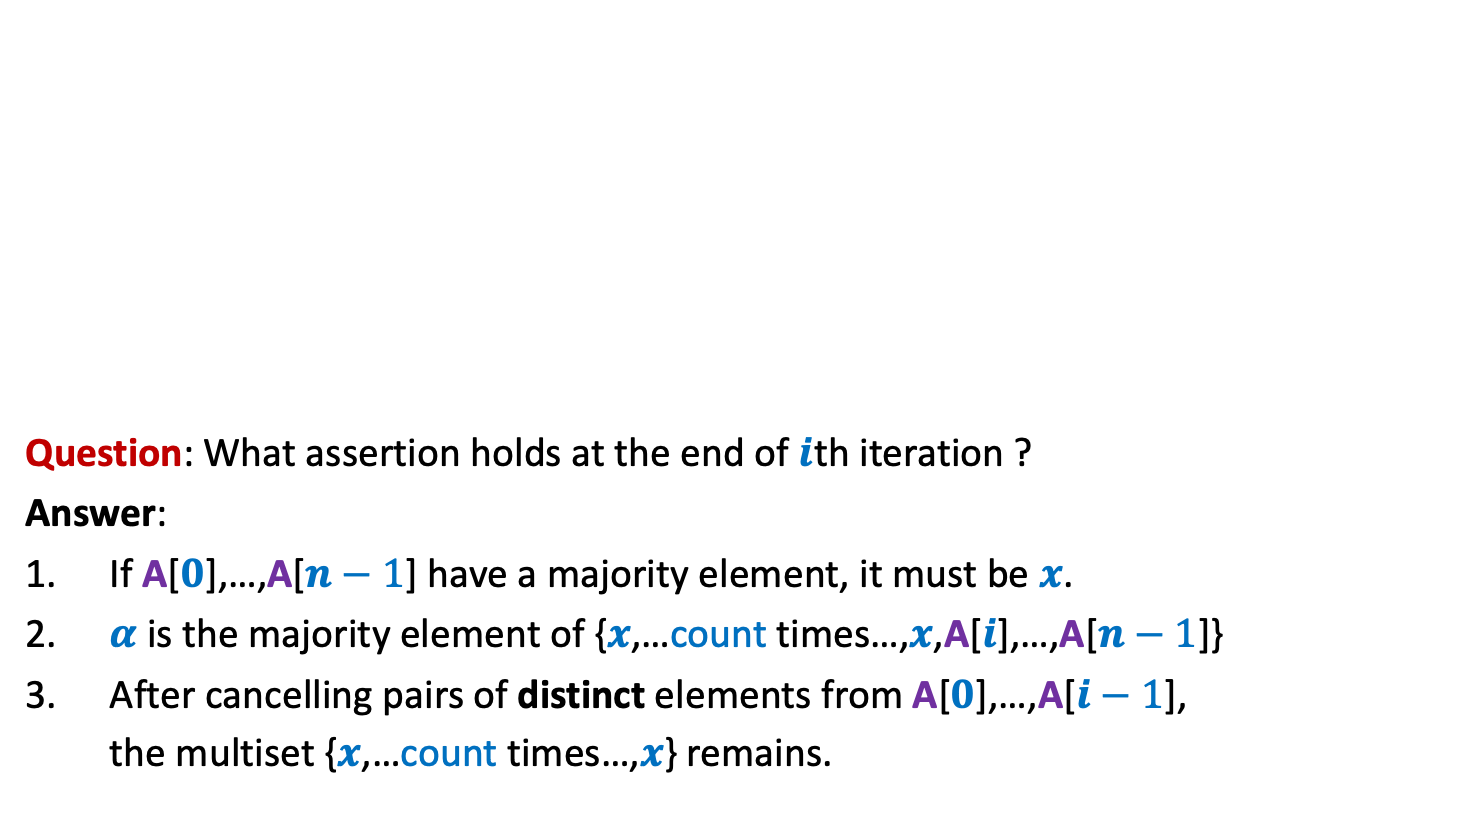 Question: What assertion holds at the end of ith iteration ?
Answer:
1. If A[0],...,A[n − 1] have a majority element, it must be x.
2. α is the majority element of {x,...count times...,x,A[i],...,A[n − 1]}
3. After cancelling pairs of distinct elements from A[0],...,A[i − 1],
the multiset {x,...count times...,x} remains.